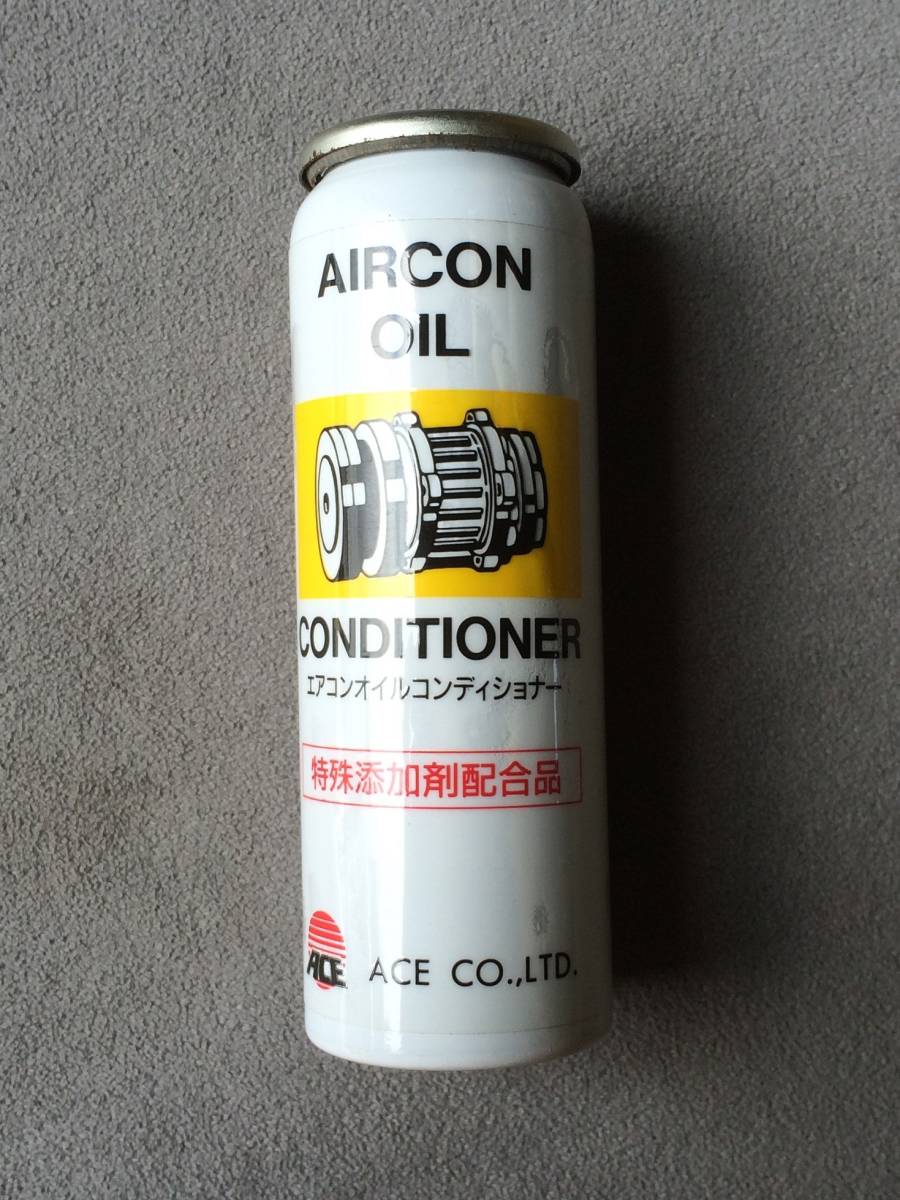 AIRCON
OIL
CONDITIONER
エアコンオイルコンディショナー
特殊添加剤配合品
ACE ACE CO.,LTD.